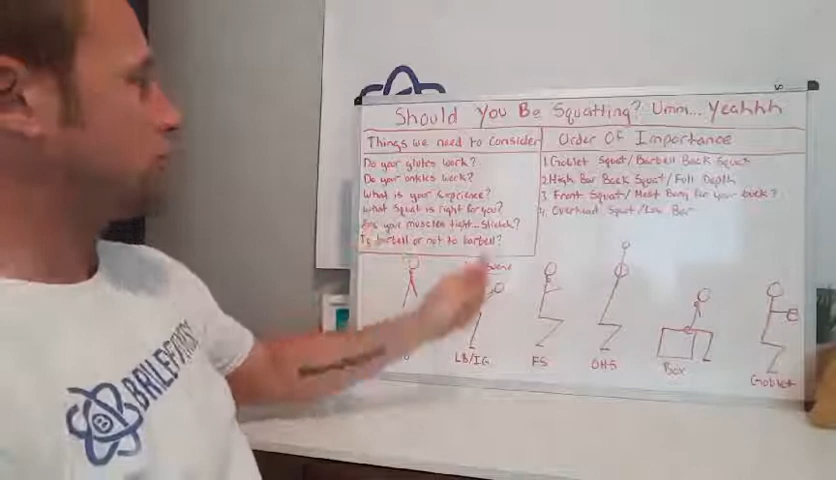 Should You Be Squatting? Umm... Yeahhh
Things we need to Consider
Do your glutes work?
Do your ankles work?
What is your Exprience?
What Squat is right for you?
Are your muscles tight...Stretch?
To barbell or not to barbell?
Order Of Importance
1. Goblet Squat/Barbell Back Squat
2. High Bar Back Squat/Full Depth
3. Front Squat/Most Bang for your buck?
4. Overhead Squat/Low Bar
LB/IG
FS
OHS
Box
Goblet
B